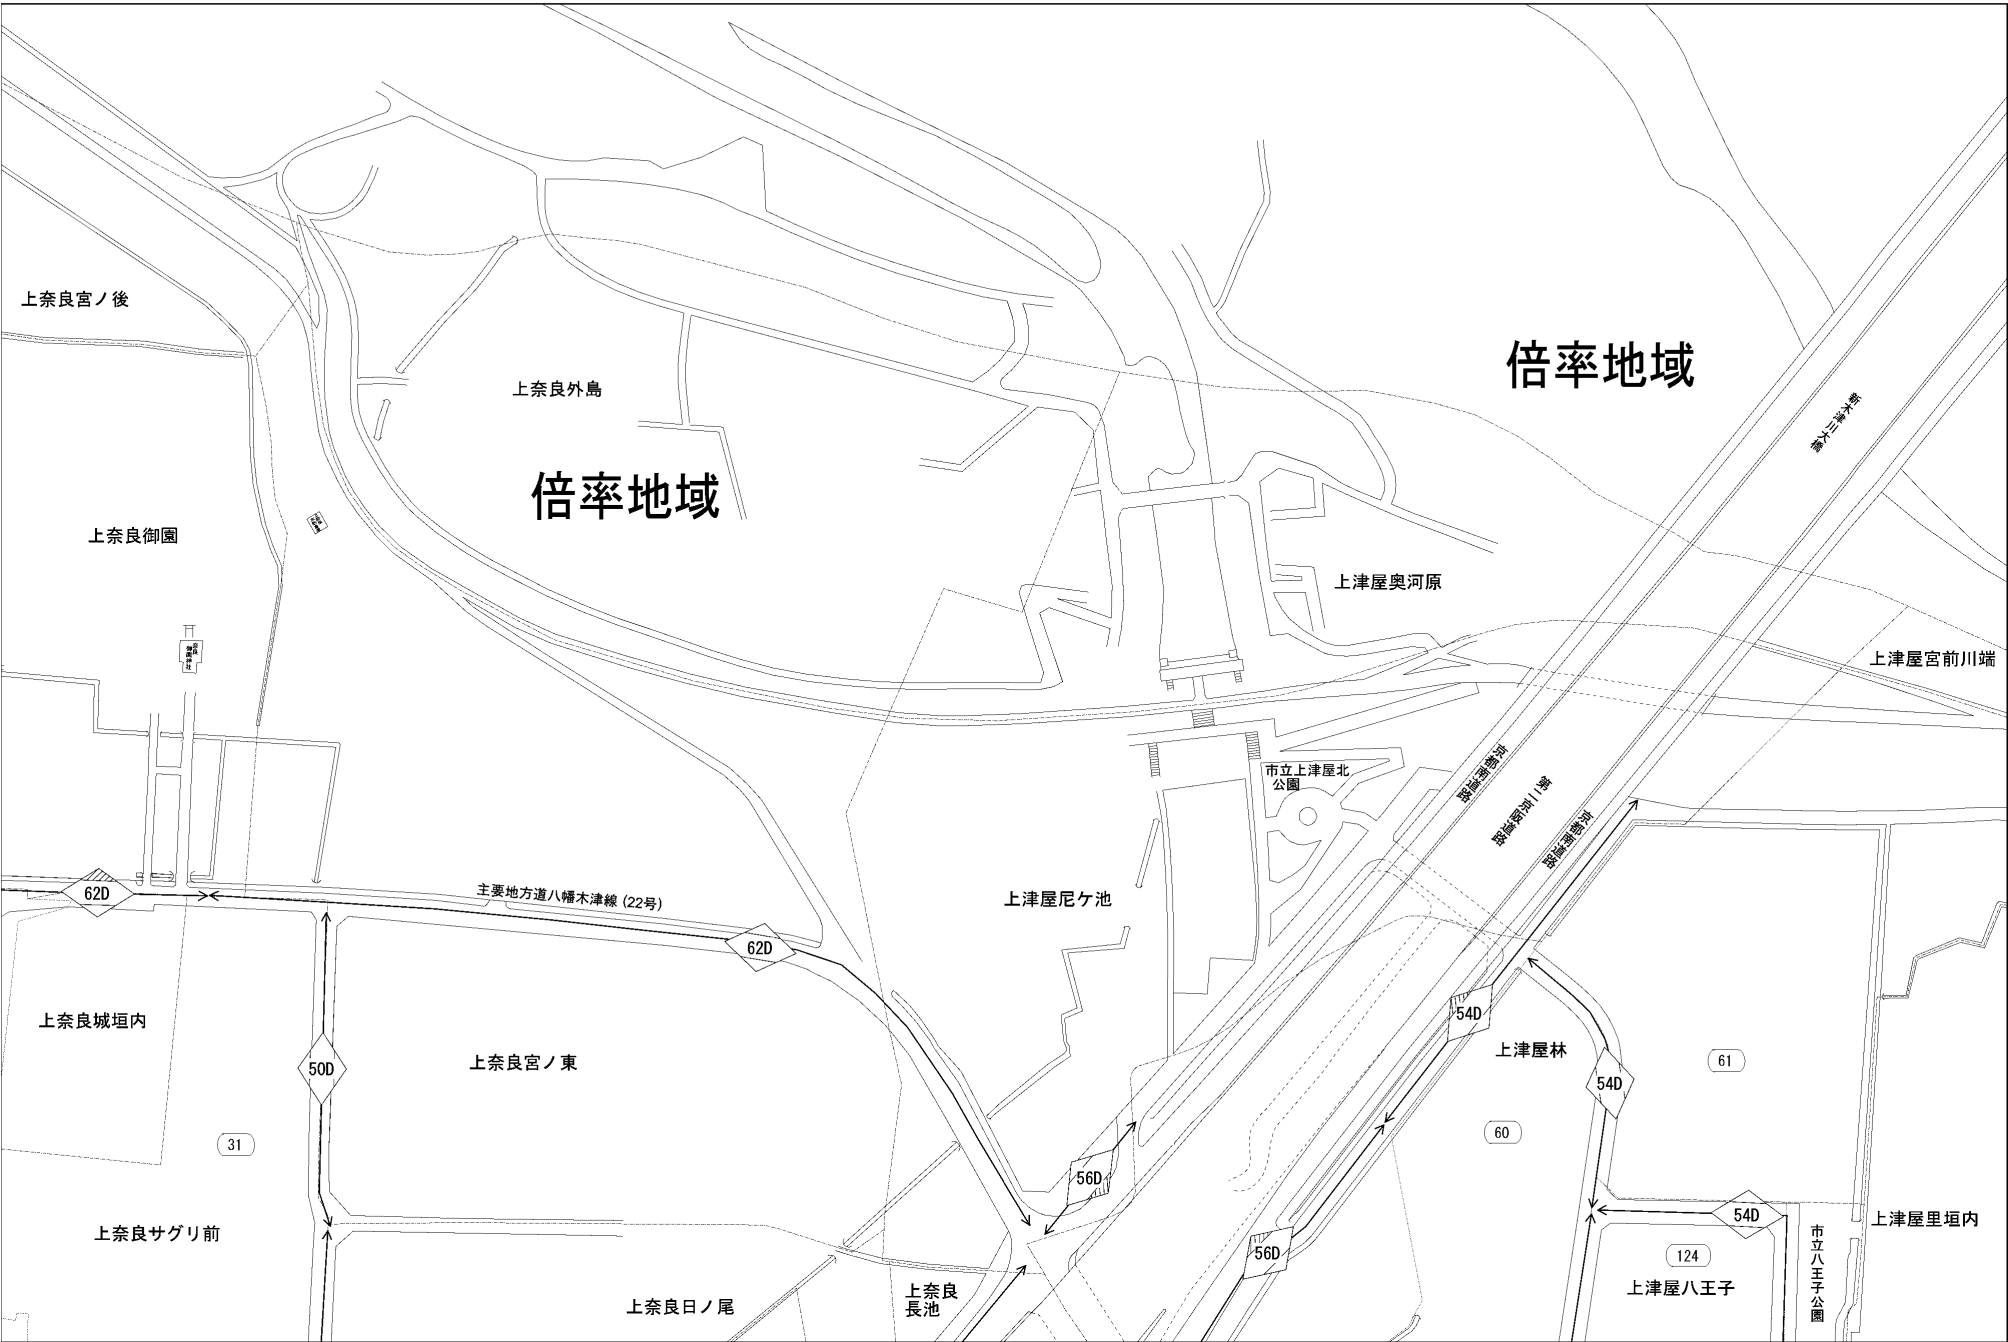 上奈良宮ノ後
倍率地域
上奈良外島
新木津川大橋
倍率地域
上奈良御園
上津屋奥河原
上津屋宮前川端
市立上津屋北
公園
京都南道路
第二京阪道路
京都南道路
62D
主要地方道八幡木津線(22号)
62D
上津屋尼ケ池
上奈良城垣内
上奈良宮ノ東
50D
54D
上津屋林
54D
61
31
60
56D
上奈良サグリ前
56D
54D
上津屋里垣内
124
上津屋八王子
市立八王子公園
上奈良
長池
上奈良日ノ尾